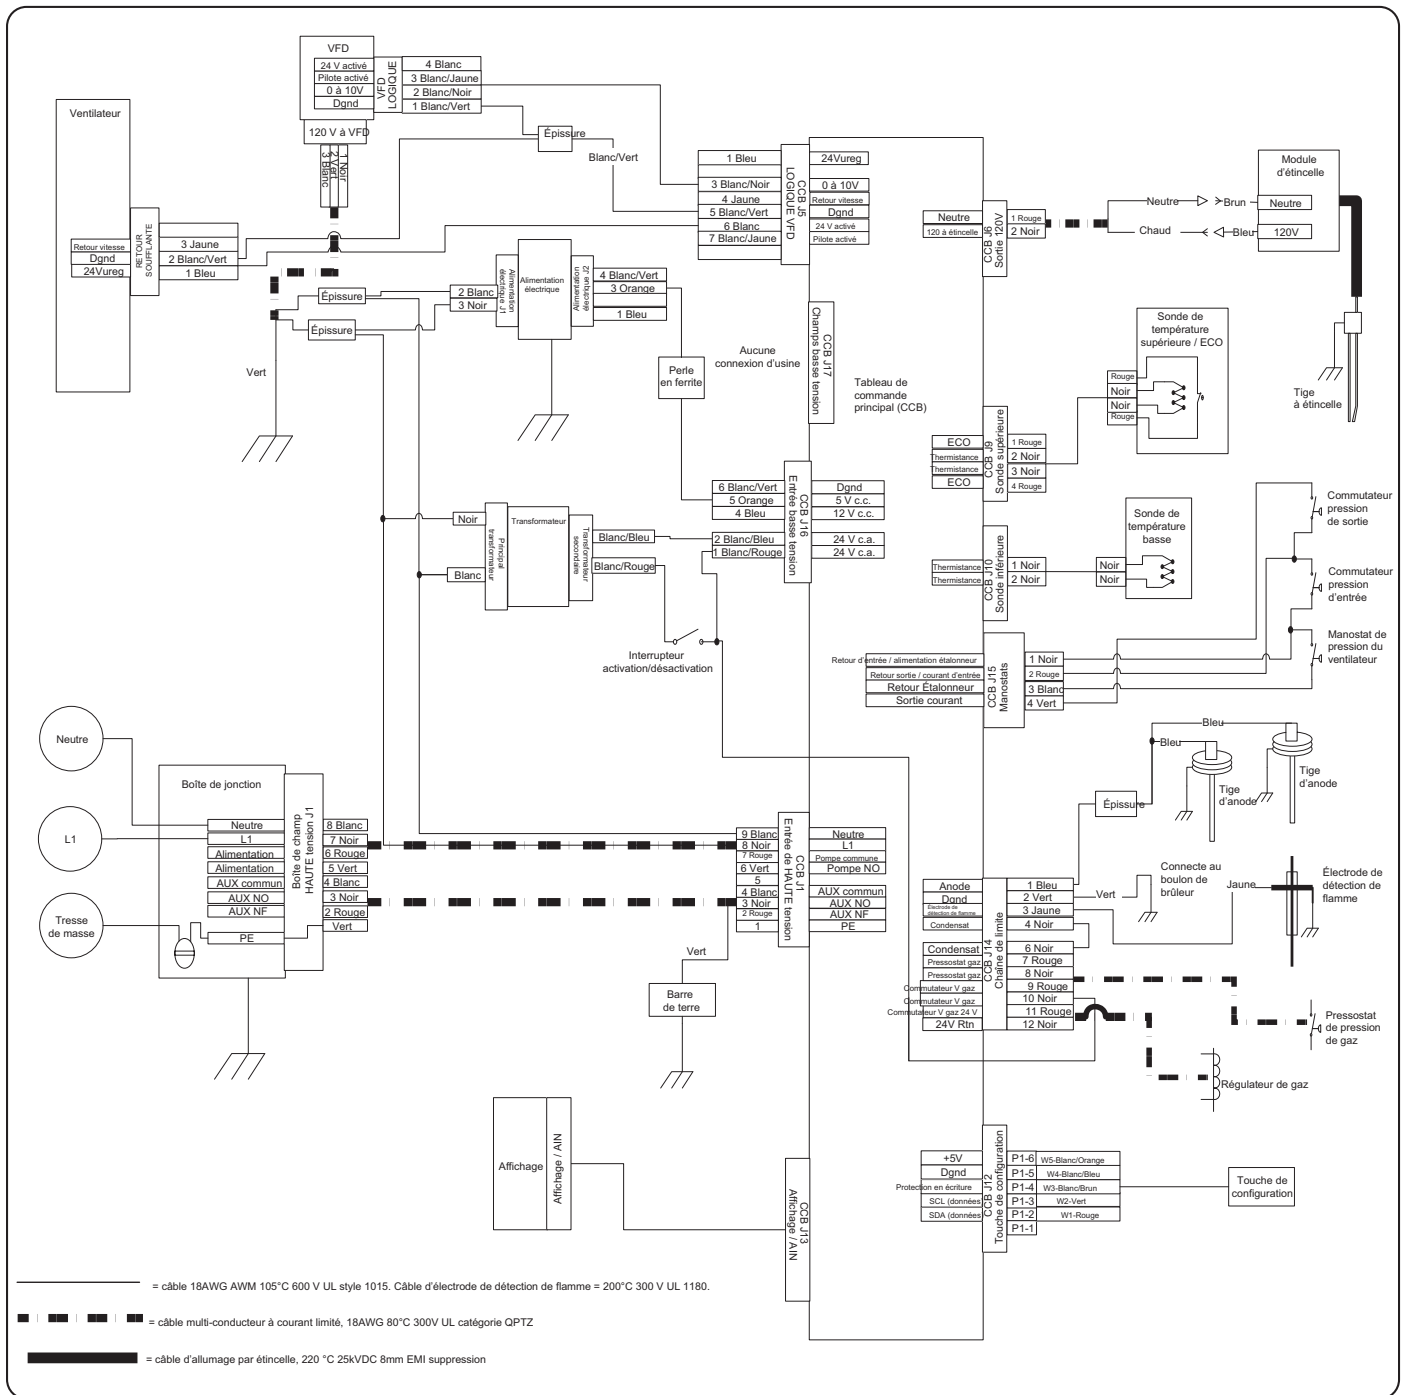 VFD
24 V activé
Pilote activé
0 à 10V
Dgnd
VFD
LOGIQUE
4 Blanc
3 Blanc/Jaune
2 Blanc/Noir
1 Blanc/Vert
120 V à VFD
1 Noir
2 Vert
3 Blanc
Ventilateur
Retour vitesse
Dgnd
24Vureg
RETOUR
SOUFFLANTE
3 Jaune
2 Blanc/Vert
1 Bleu
Épissure
Blanc/Vert
Épissure
Épissure
Vert
2 Blanc
3 Noir
Alimentation
électrique J1
Alimentation
électrique
Alimentation
électrique J2
4 Blanc/Vert
3 Orange
1 Bleu
Perle
en ferrite
1 Bleu
3 Blanc/Noir
4 Jaune
5 Blanc/Vert
6 Blanc
7 Blanc/Jaune
CCB J5
LOGIQUE VFD
24Vureg
0 à 10V
Retour vitesse
Dgnd
24 V activé
Pilote activé
Aucune
connexion d'usine
CCB J17
Champs basse tension
Tableau de
commande
principal (CCB)
Neutre
120 à étincelle
CCB J6
Sortie 120V
1 Rouge
2 Noir
Neutre
Chaud
Brun
Bleu
Module
d'étincelle
Neutre
120V
Tige
à étincelle
Sonde de
température
supérieure / ECO
Rouge
Noir
Noir
Rouge
ECO
Thermistance
Thermistance
ECO
CCB J9
Sonde supérieure
1 Rouge
2 Noir
3 Noir
4 Rouge
Noir
Blanc
Principal
transformateur
Transformateur
Transformateur
secondaire
Blanc/Bleu
Blanc/Rouge
6 Blanc/Vert
5 Orange
4 Bleu
2 Blanc/Bleu
1 Blanc/Rouge
CCB J16
Entrée basse tension
Dgnd
5 V c.c.
12 V c.c.
24 V c.a.
24 V c.a.
Interrupteur
activation/désactivation
Thermistance
Thermistance
CCB J10
Sonde inférieure
1 Noir
2 Noir
Noir
Noir
Sonde de
température
basse
Commutateur
pression
de sortie
Commutateur
pression
d'entrée
Manostat de
pression du
ventilateur
Retour d'entrée / alimentation étalonneur
Retour sortie / courant d'entrée
Retour Étalonneur
Sortie courant
CCB J15
Manostats
1 Noir
2 Rouge
3 Blanc
4 Vert
Neutre
L1
Tresse
de masse
Boîte de jonction
Neutre
L1
Alimentation
Alimentation
AUX commun
AUX NO
AUX NF
PE
Boîte de champ
HAUTE tension J1
8 Blanc
7 Noir
6 Rouge
5 Vert
4 Blanc
3 Noir
2 Rouge
Vert
Vert
Barre
de terre
9 Blanc
8 Noir
7 Rouge
6 Vert
5
4 Blanc
3 Noir
2 Rouge
1
CCB J1
Entrée de HAUTE tension
Neutre
L1
Pompe commune
Pompe NO
AUX commun
AUX NO
AUX NF
PE
Bleu
Bleu
Tige
d'anode
Tige
d'anode
Épissure
Connecte au
boulon de
brûleur
Vert
Jaune
Électrode de
détection de
flamme
Anode
Dgnd
Électrode de
détection de flamme
Condensat
Condensat
Pressostat gaz
Pressostat gaz
Commutateur V gaz
Commutateur V gaz
Commutateur V gaz 24 V
24V Rtn
CCB J14
Chaîne de limite
1 Bleu
2 Vert
3 Jaune
4 Noir
6 Noir
7 Rouge
8 Noir
9 Rouge
10 Noir
11 Rouge
12 Noir
Pressostat
de pression
de gaz
Régulateur de gaz
Affichage
Affichage / AIN
CCB J13
Affichage / AIN
+5V
Dgnd
Protection en écriture
SCL (données
SDA (données
CCB J12
Touche de configuration
P1-6
P1-5
P1-4
P1-3
P1-2
P1-1
W5-Blanc/Orange
W4-Blanc/Bleu
W3-Blanc/Brun
W2-Vert
W1-Rouge
Touche de
configuration
= câble 18AWG AWM 105°C 600 V UL style 1015. Câble d'électrode de détection de flamme = 200°C 300 V UL 1180.
= câble multi-conducteur à courant limité, 18AWG 80°C 300V UL catégorie QPTZ
= câble d'allumage par étincelle, 220 °C 25kVDC 8mm EMI suppression